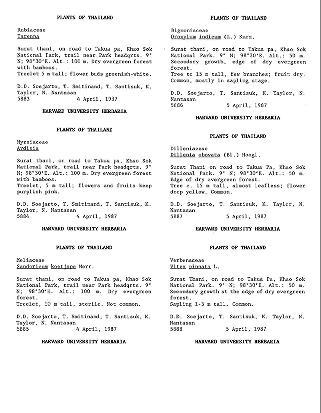 PLANTS OF THAILAND
Rubiaceae
Tarenna
Surat thani, on road to Takua pa, Khao Sok
National Park, trail near Park headqrts. 9°
N; 98°30'E. Alt.: 100 m. Dry evergreen forest
with bamboos.
Treelet 5 m tall; flower buds greenish-white.
D.D. Soejarto, T. Smitinand, T. Santisuk, K.
Taylor, N. Nantasan
5883 4 April, 1987
HARVARD UNIVERSITY HERBARIA
PLANTS OF THAILAND
Myrsinaceae
Ardisia
Surat thani, on road to Takua pa, Khao Sok
National Park, trail near Park headqrts. 9°
N; 98°30'E. Alt.: 100 m. Dry evergreen forest
with bamboos.
Treelet, 5 m tall; flowers and fruits
purplish pink.
D.D. Soejarto, T. Smitinand, T. Santisuk, K.
Taylor, N. Nantasan
5884 4 April, 1987
HARVARD UNIVERSITY HERBARIA
PLANTS OF THAILAND
Meliaceae
Sandoricum koetjape Merr.
Surat thani, on road to Takua pa, Khao Sok
National Park, trail near Park headqrts. 9°
N; 98°30'E. Alt.: 100 m. Dry evergreen
forest.
Treelet, 10 m tall, sterile. Not common.
D.D. Soejarto, T. Smitinand, T. Santisuk, K.
Taylor, N. Nantasan
5885 4 April, 1987
HARVARD UNIVERSITY HERBARIA
PLANTS OF THAILAND
Bignoniaceae
Oroxylum indicum (L.) Kurz.
Surat thani, on road to Takua pa, Khao Sok
National Park. 9° N; 98°30'E. Alt.: 50 m.
Secondary growth, edge of dry evergreen
forest.
Tree to 15 m tall, few branches; fruit dry.
Common, mostly in sapling stage.
D.D. Soejarto, T. Santisuk, K. Taylor, N.
Nantasan
5886 5 April, 1987
HARVARD UNIVERSITY HERBARIA
PLANTS OF THAILAND
Dilleniaceae
Dillenia obovata (Bl.) Hoogl.
Surat thani, on road to Takua pa, Khao Sok
National Park. 9° N; 98°30'E. Alt.: 50 m.
Edge of dry evergreen forest.
Tree c. 15 m tall, almost leafless; flower
deep yellow. Common.
D.D. Soejarto, T. Santisuk, K. Taylor, N.
Nantasan
5887 5 April, 1987
HARVARD UNIVERSITY HERBARIA
PLANTS OF THAILAND
Verbenaceae
Vitex pinnata L.
Surat thani, on road to Takua Pa, Khao Sok
National Park. 9° N; 98°30'E. Alt.: 50 m.
Secondary growth at the edge of dry evergreen
forest.
Sapling 1-3 m tall. Common.
D.D. Soejarto, T. Santisuk, K. Taylor, N.
Nantasan
5888 5 April, 1987
HARVARD UNIVERSITY HERBARIA